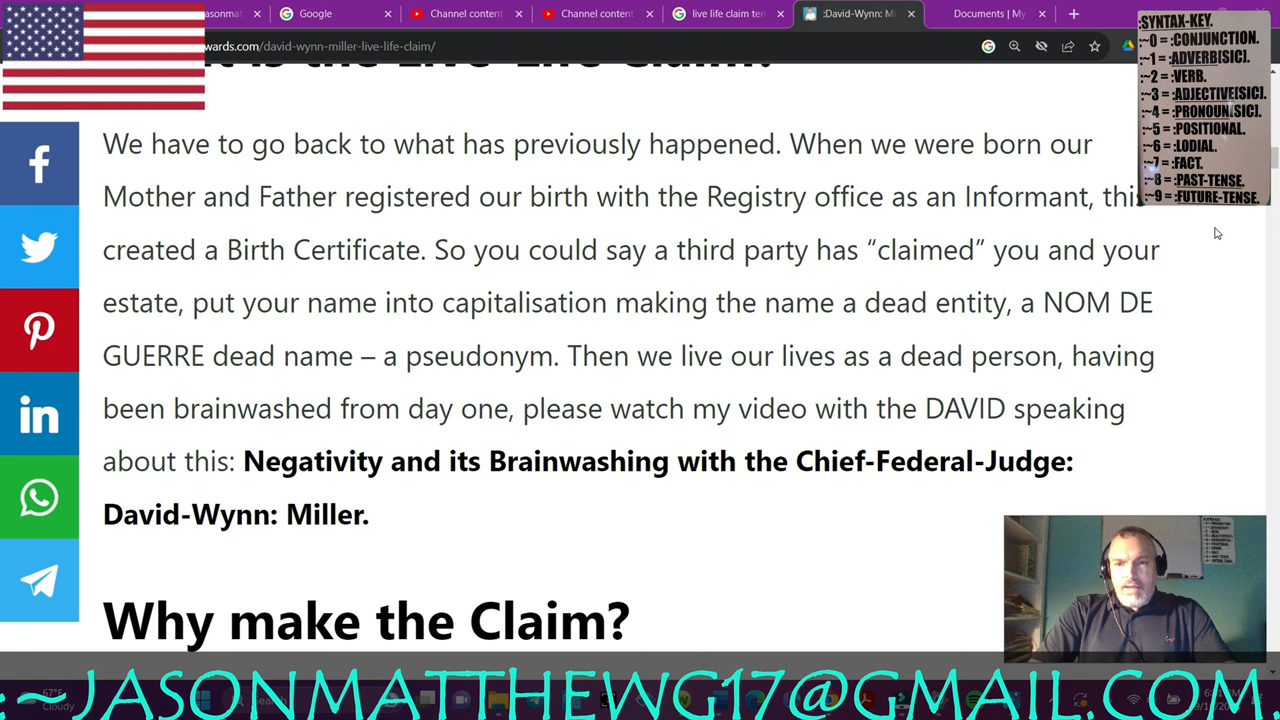 Google
Channel content
Channel content
live life claim ten
:David-Wynn: M
Documents | My
wards.com/david-wynn-miller-live-life-claim/
:SYNTAX-KEY.
:~0 = :CONJUNCTION.
:~1 = :ADVERB[SIC].
:~2 = :VERB.
:~3 = :ADJECTIVE[SIC].
:~4 = :PRONOUN[SIC].
:~5 = :POSITIONAL.
:~6 = :LODIAL.
:~7 = :FACT.
:~8 = :PAST-TENSE.
:~9 = :FUTURE-TENSE.
We have to go back to what has previously happened. When we were born our
Mother and Father registered our birth with the Registry office as an Informant, this
created a Birth Certificate. So you could say a third party has “claimed” you and your
estate, put your name into capitalisation making the name a dead entity, a NOM DE
GUERRE dead name – a pseudonym. Then we live our lives as a dead person, having
been brainwashed from day one, please watch my video with the DAVID speaking
about this: Negativity and its Brainwashing with the Chief-Federal-Judge:
David-Wynn: Miller.
Why make the Claim?
:~JASONMATTHEWG17@GMAIL.COM.
67°F
Cloudy
Search